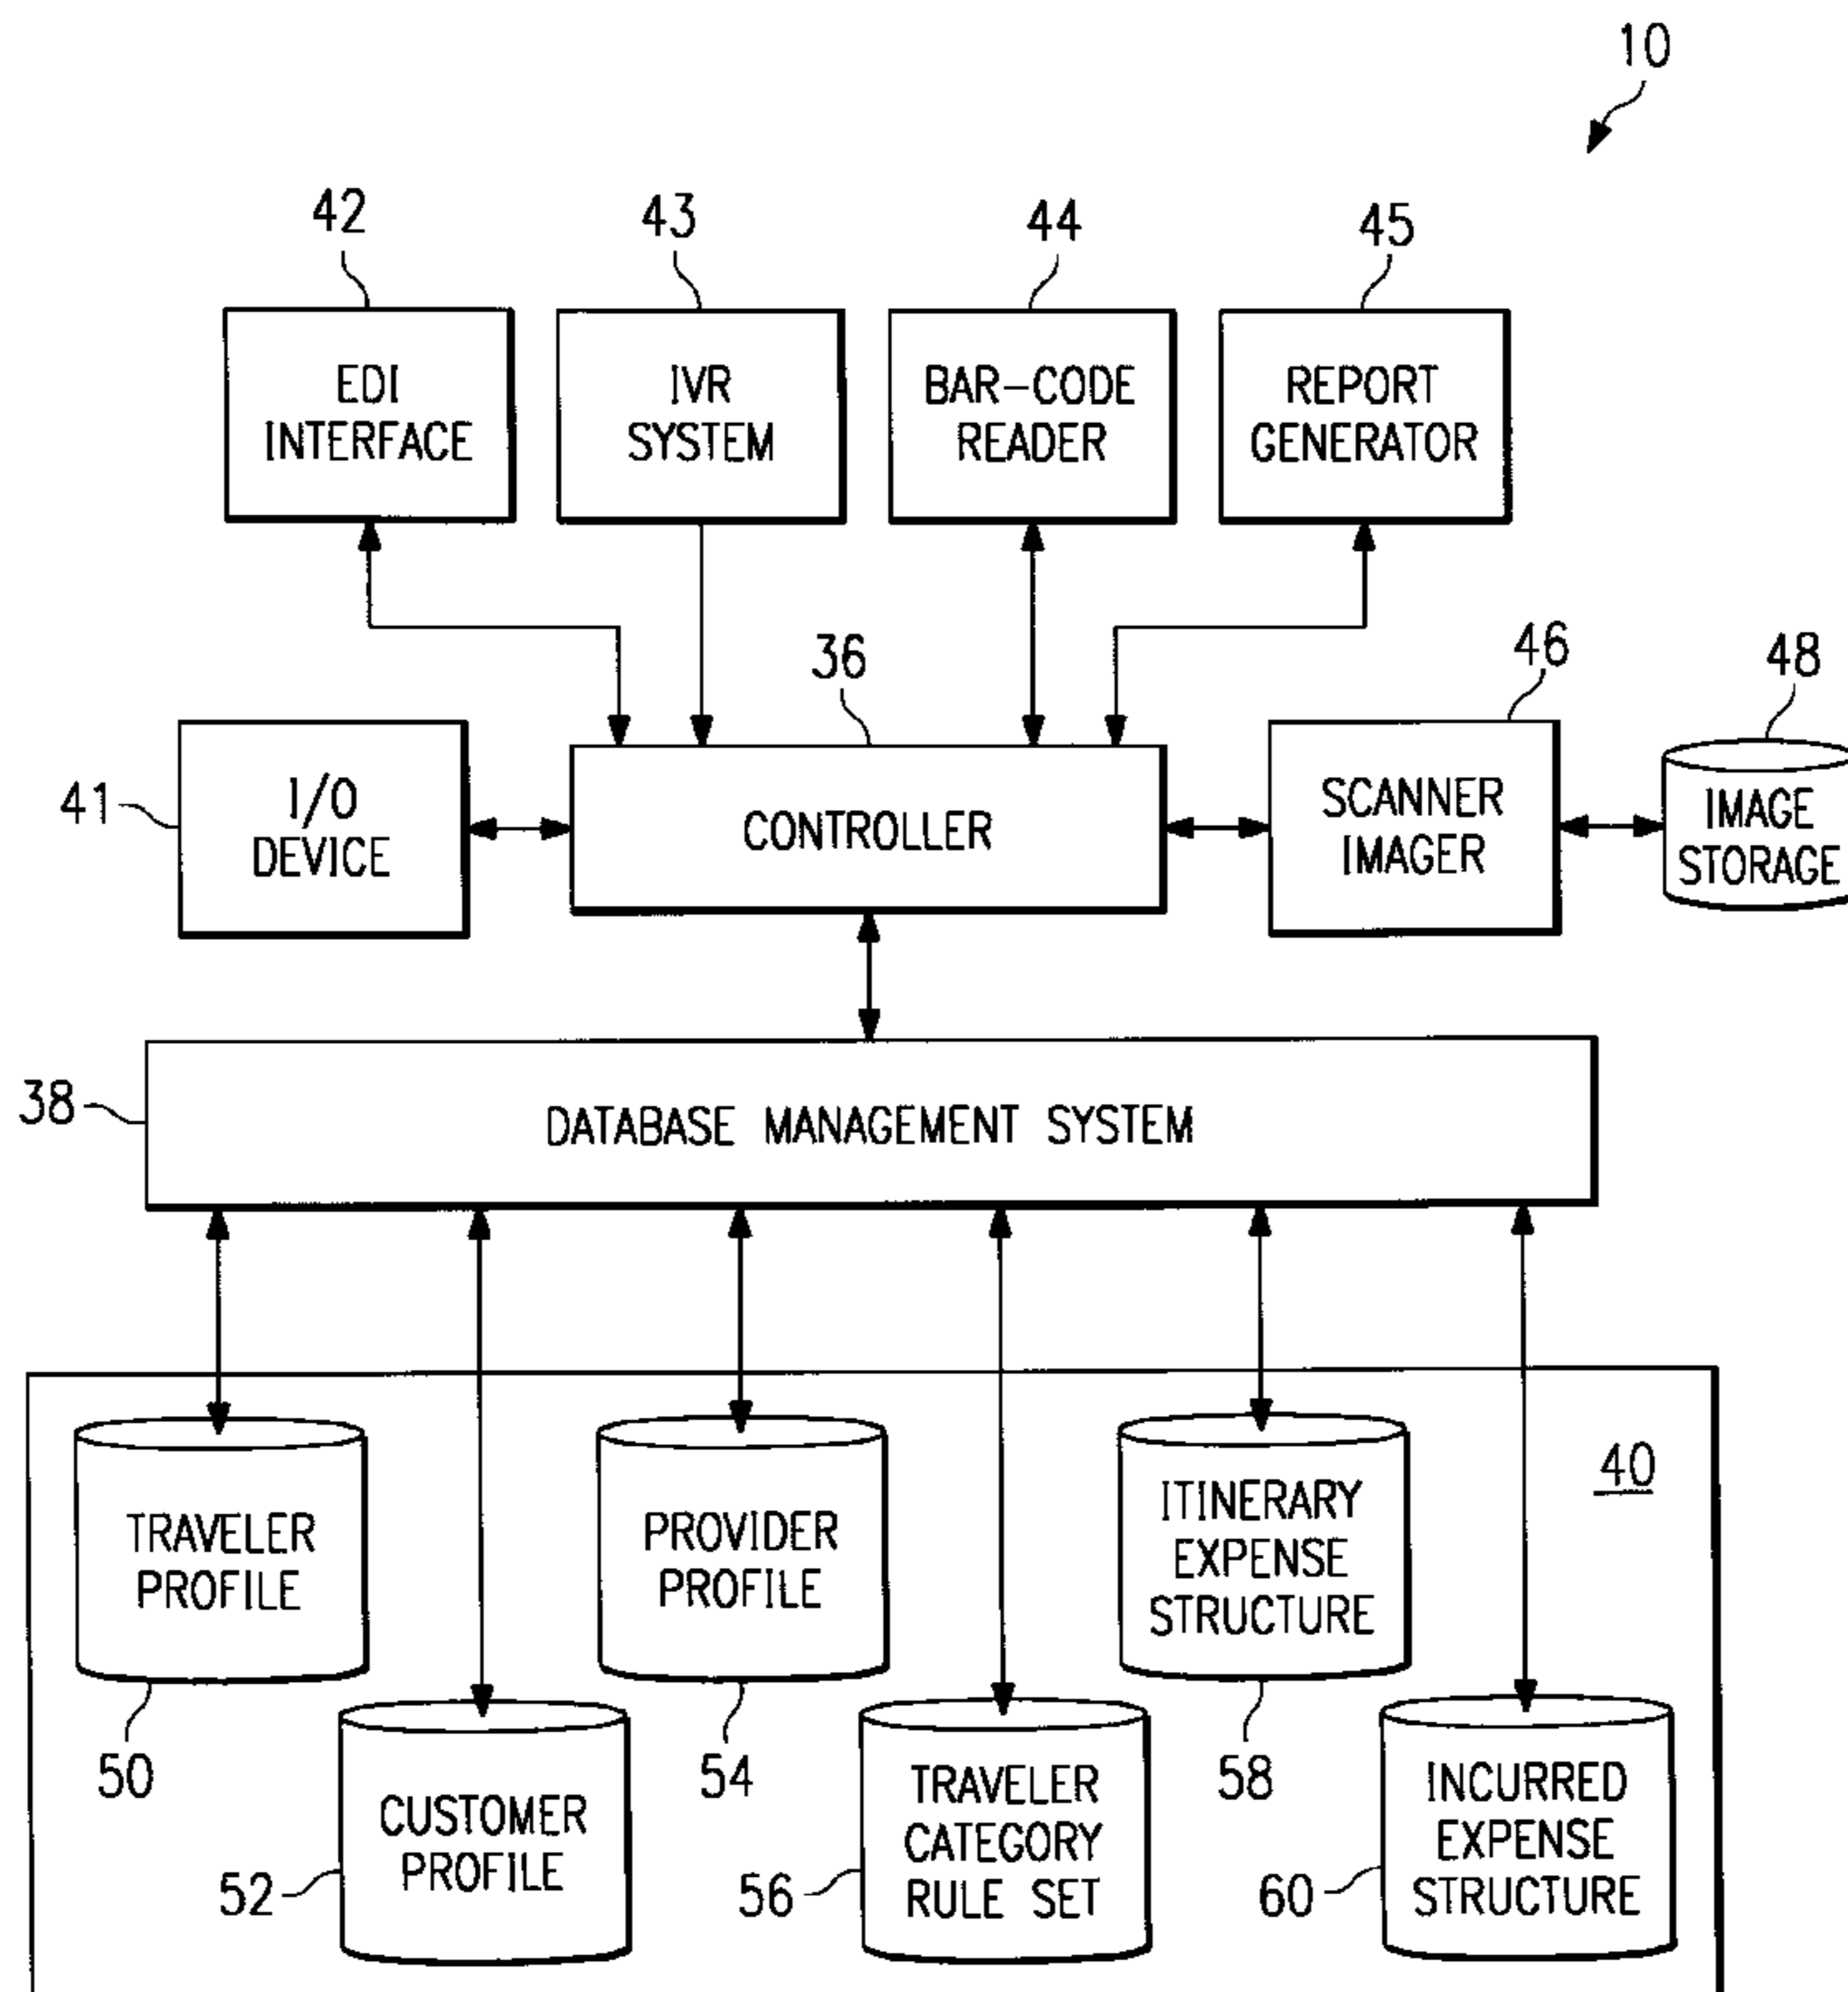 10
42
43
44
45
EDI
INTERFACE
IVR
SYSTEM
BAR-CODE
READER
REPORT
GENERATOR
36
46
48
41
I/O
DEVICE
CONTROLLER
SCANNER
IMAGER
IMAGE
STORAGE
38
DATABASE MANAGEMENT SYSTEM
40
TRAVELER
PROFILE
PROVIDER
PROFILE
ITINERARY
EXPENSE
STRUCTURE
50
54
58
CUSTOMER
PROFILE
TRAVELER
CATEGORY
RULE SET
INCURRED
EXPENSE
STRUCTURE
52
56
60